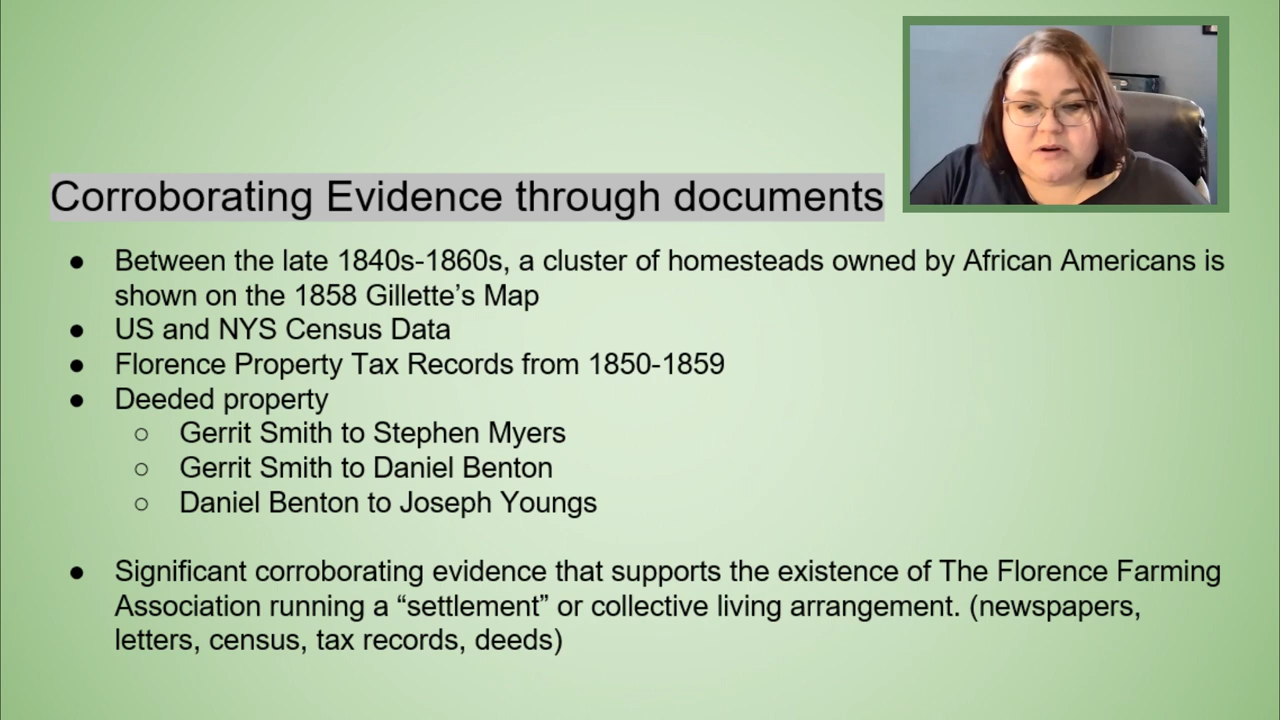 Corroborating Evidence through documents
● Between the late 1840s-1860s, a cluster of homesteads owned by African Americans is
shown on the 1858 Gillette’s Map
● US and NYS Census Data
● Florence Property Tax Records from 1850-1859
● Deeded property
○ Gerrit Smith to Stephen Myers
○ Gerrit Smith to Daniel Benton
○ Daniel Benton to Joseph Youngs
● Significant corroborating evidence that supports the existence of The Florence Farming
Association running a “settlement” or collective living arrangement. (newspapers,
letters, census, tax records, deeds)